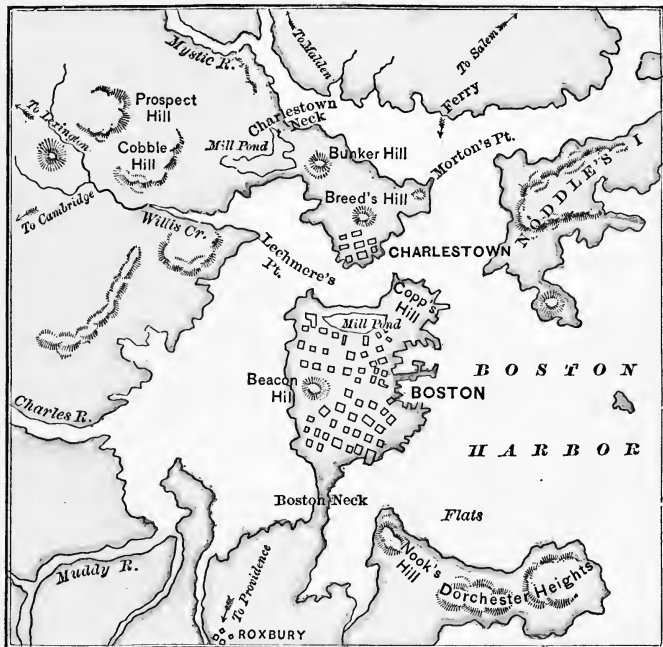 Mystic R.
To Malden
To Salem
Ferry
Prospect
Hill
Charlestown
Neck
To Lexington
Cobble
Hill
Mill Pond
Bunker Hill
Morton's Pt.
NODDLE'S I
Breed's Hill
To Cambridge
Willis Cr.
Lechmere's
Pt.
CHARLESTOWN
Copp's
Hill
Mill Pond
BOSTON
HARBOR
Beacon
Hill
BOSTON
Charles R.
Boston Neck
Flats
Nook's
Hill
Dorchester Heights
Muddy R.
To Providence
ROXBURY